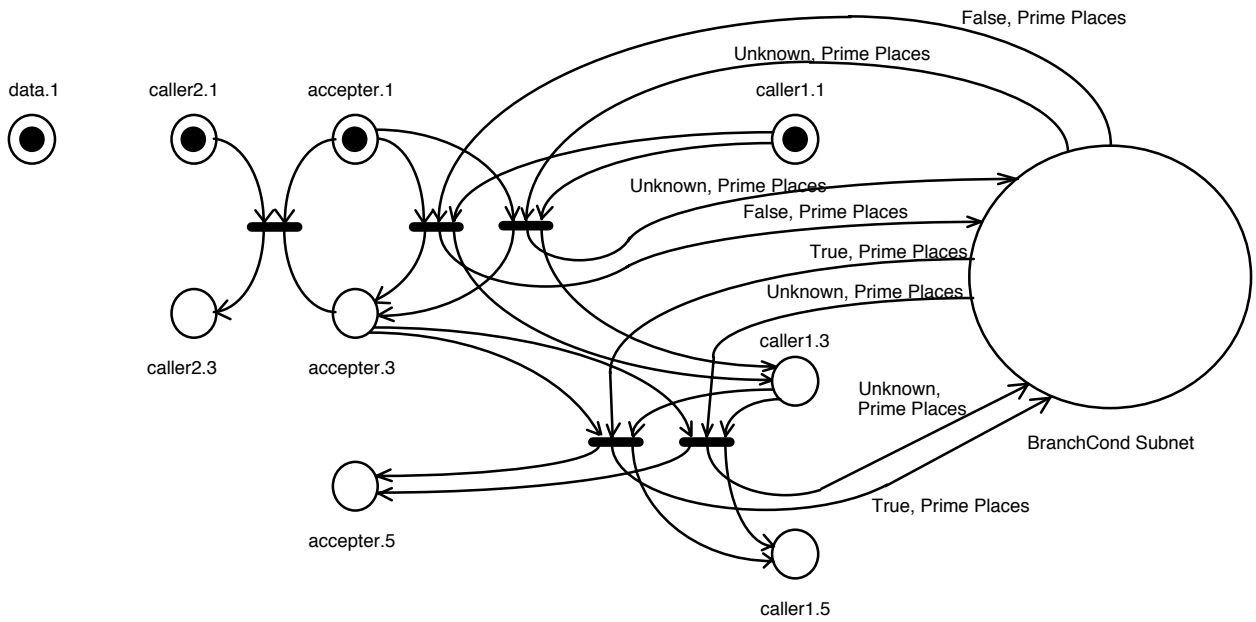 False, Prime Places
Unknown, Prime Places
data.1
caller2.1
accepter.1
caller1.1
Unknown, Prime Places
False, Prime Places
True, Prime Places
Unknown, Prime Places
caller1.3
caller2.3
accepter.3
Unknown,
Prime Places
BranchCond Subnet
True, Prime Places
accepter.5
caller1.5